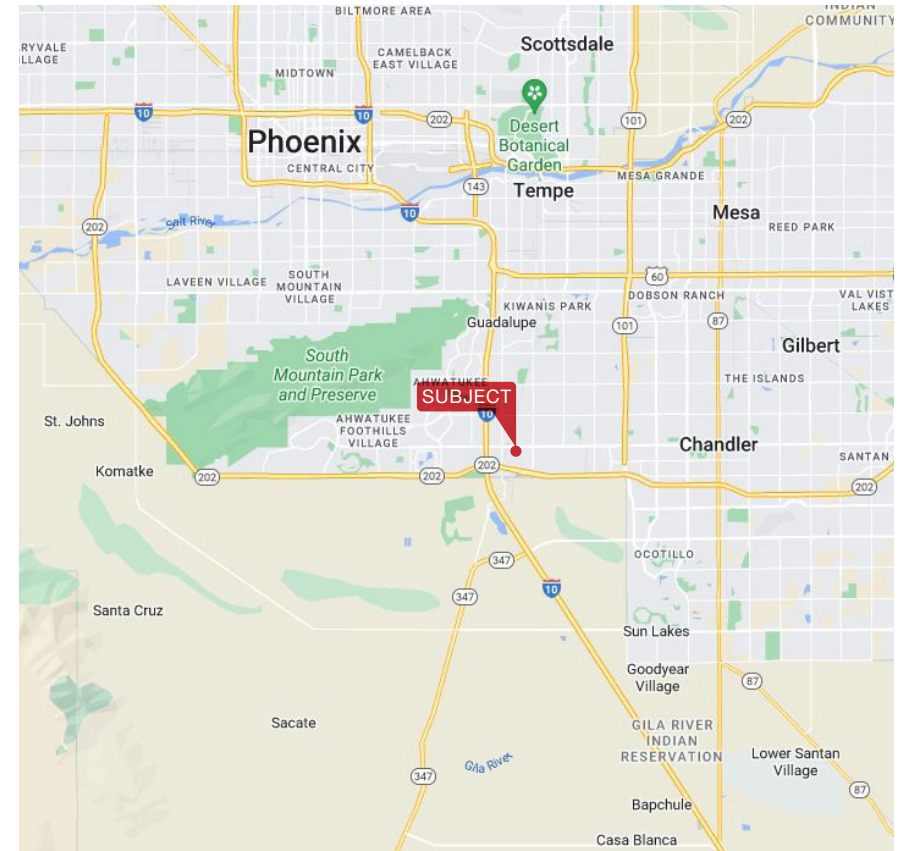 BILTMORE AREA
INDIAN
COMMUNITY
RYVALE
LLAGE
Scottsdale
CAMELBACK
EAST VILLAGE
MIDTOWN
10
10
202
101
202
Desert
Botanical
Garden
Phoenix
CENTRAL CITY
MESA GRANDE
143
Tempe
10
Mesa
202
Salt River
REED PARK
LAVEEN VILLAGE
SOUTH
MOUNTAIN
VILLAGE
60
DOBSON RANCH
VAL VIST
LAKES
KIWANIS PARK
Guadalupe
101
87
Gilbert
South
Mountain Park
and Preserve
AHWATUKEE
THE ISLANDS
SUBJECT
10
St. Johns
AHWATUKEE
FOOTHILLS
VILLAGE
Chandler
SANTAN
Komatke
202
202
202
202
347
OCOTILLO
347
10
Santa Cruz
Sun Lakes
Goodyear
Village
87
Sacate
GILA RIVER
INDIAN
RESERVATION
Lower Santan
Village
Gila River
347
87
Bapchule
Casa Blanca